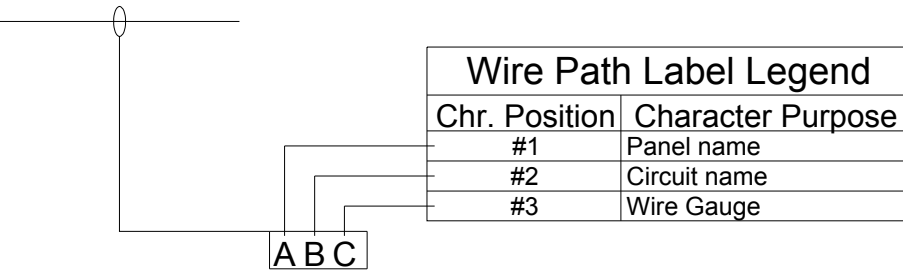 Wire Path Label Legend
Chr. Position Character Purpose
#1 Panel name
#2 Circuit name
#3 Wire Gauge
A B C